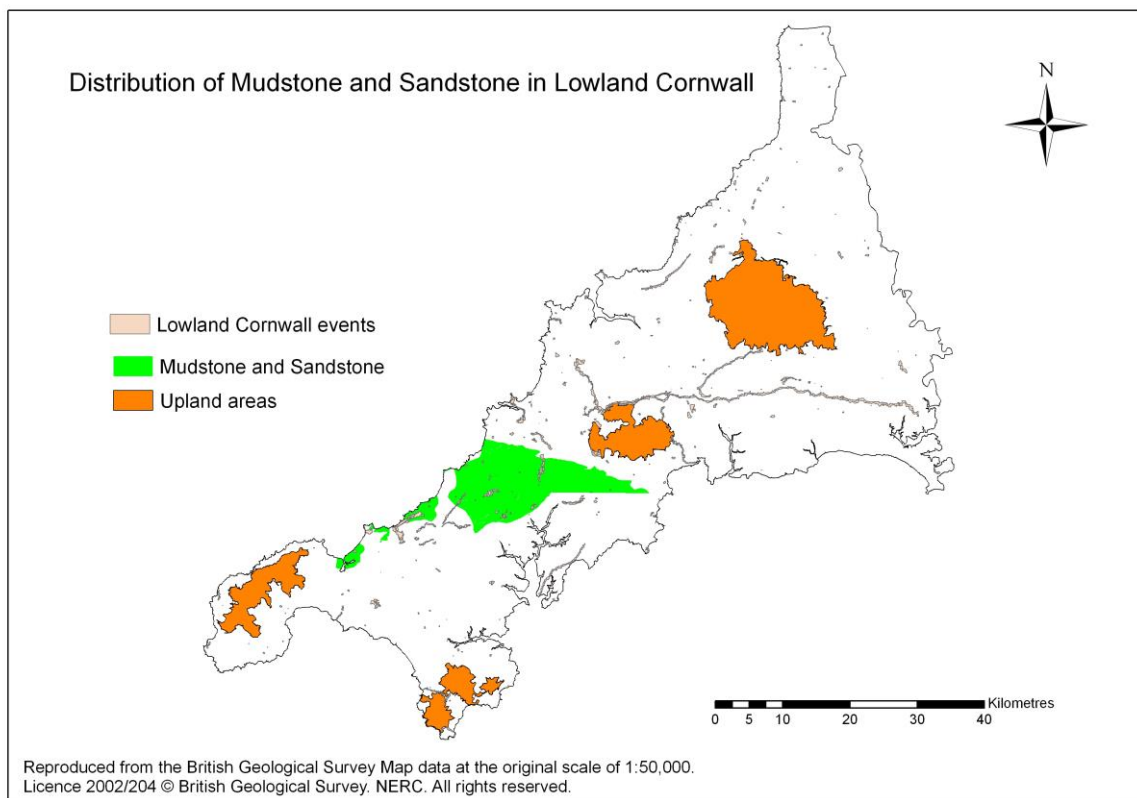 Distribution of Mudstone and Sandstone in Lowland Cornwall
N
Lowland Cornwall events
Mudstone and Sandstone
Upland areas
Kilometres
0 5 10 20 30 40
Reproduced from the British Geological Survey Map data at the original scale of 1:50,000.
Licence 2002/204 © British Geological Survey. NERC. All rights reserved.